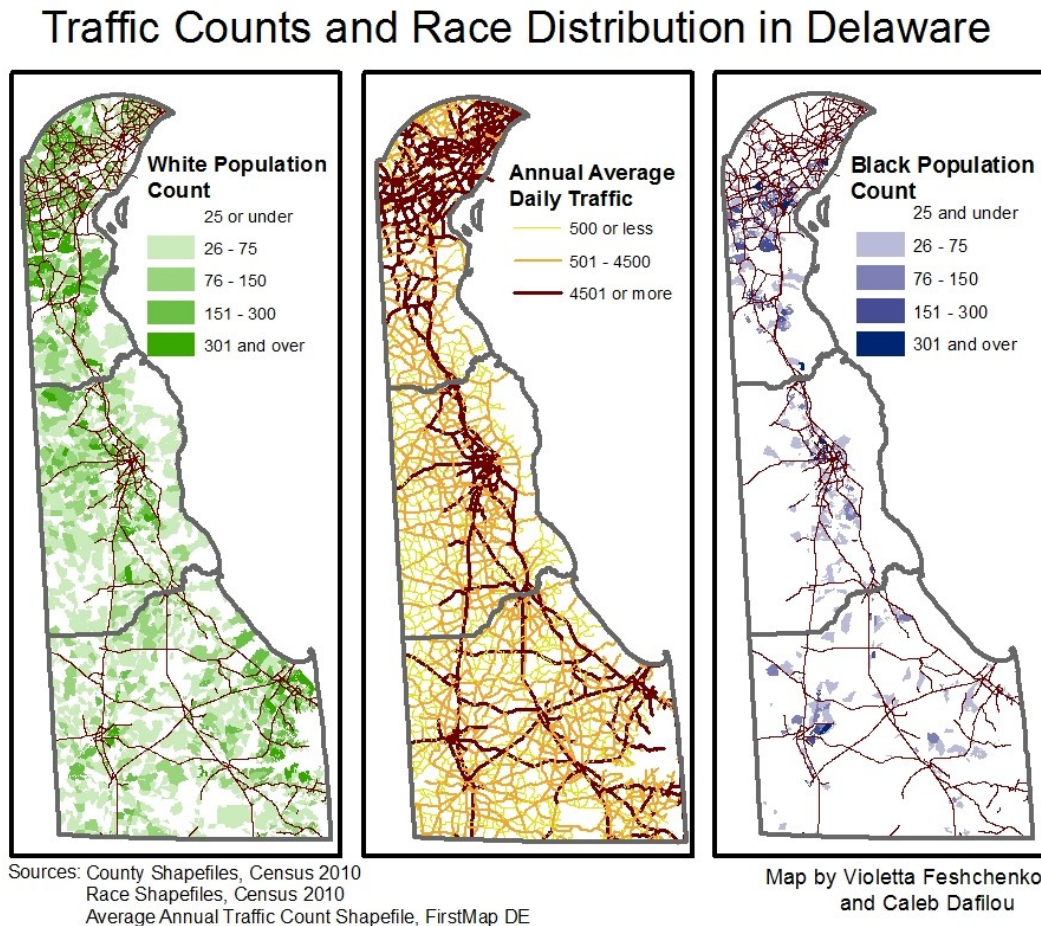 Traffic Counts and Race Distribution in Delaware
White Population
Count
25 or under
26 - 75
76 - 150
151 - 300
301 and over
Annual Average
Daily Traffic
500 or less
501 - 4500
4501 or more
Black Population
Count
25 and under
26 - 75
76 - 150
151 - 300
301 and over
Sources: County Shapefiles, Census 2010
Race Shapefiles, Census 2010
Average Annual Traffic Count Shapefile, FirstMap DE
Map by Violetta Feshchenko
and Caleb Dafilou